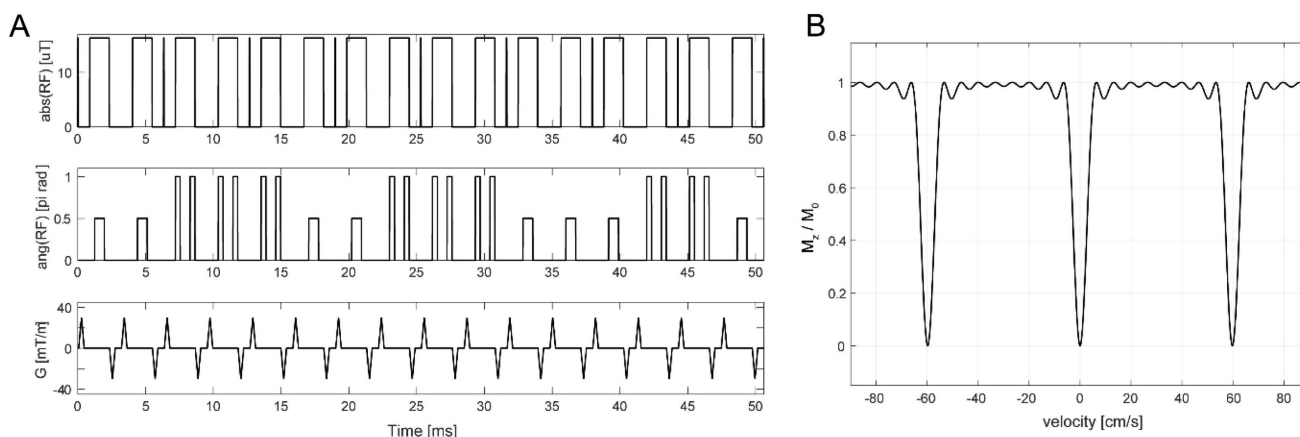 A
abs(RF) [uT]
10
0
0 5 10 15 20 25 30 35 40 45 50
ang(RF) [pi rad]
1
0.5
0
0 5 10 15 20 25 30 35 40 45 50
G [mT/m]
40
0
-40
0 5 10 15 20 25 30 35 40 45 50
Time [ms]
B
M_z / M_0
1
0.8
0.6
0.4
0.2
0
-80 -60 -40 -20 0 20 40 60 80
velocity [cm/s]